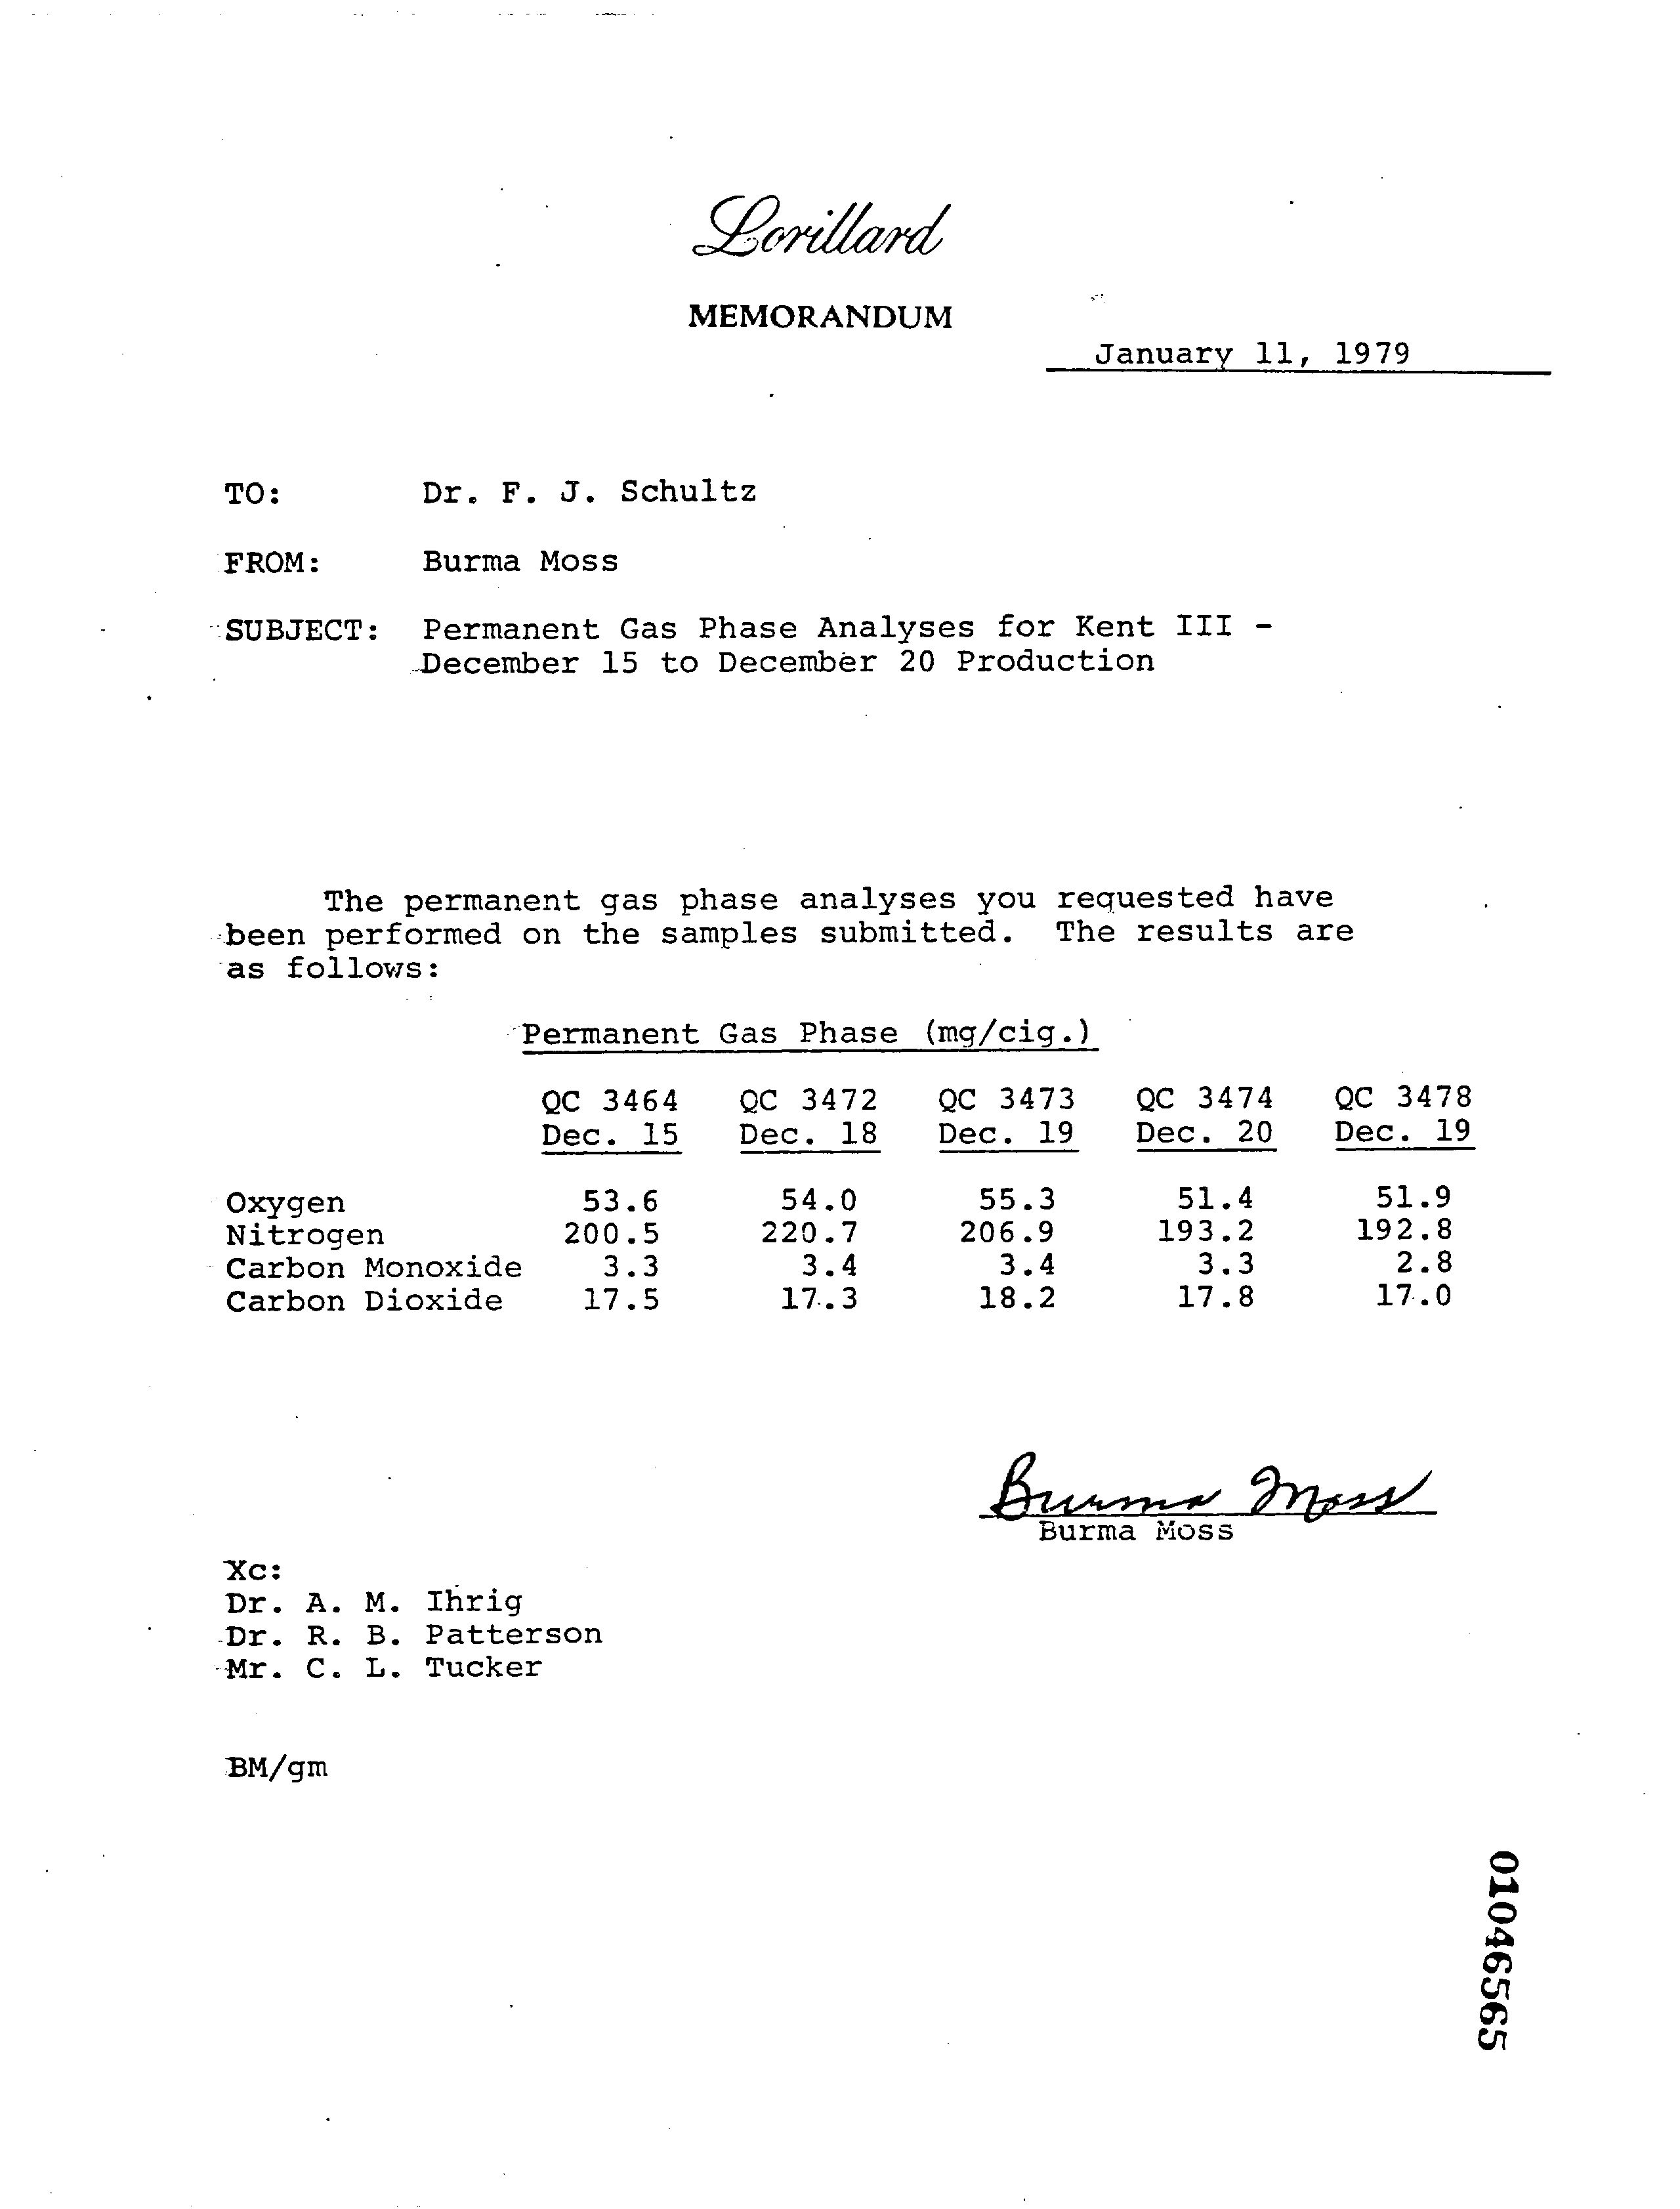 Lorillard
MEMORANDUM
January 11, 1979
TO: Dr. F. J. Schultz
FROM: Burma Moss
SUBJECT: Permanent Gas Phase Analyses for Kent III -
December 15 to December 20 Production
The permanent gas phase analyses you requested have
been performed on the samples submitted. The results are
as follows:
Permanent Gas Phase (mg/cig.)
QC 3464 QC 3472 QC 3473 QC 3474 QC 3478
Dec. 15 Dec. 18 Dec. 19 Dec. 20 Dec. 19
Oxygen 53.6 54.0 55.3 51.4 51.9
Nitrogen 200.5 220.7 206.9 193.2 192.8
Carbon Monoxide 3.3 3.4 3.4 3.3 2.8
Carbon Dioxide 17.5 17.3 18.2 17.8 17.0
Burma Moss
Burma Moss
Xc:
Dr. A. M. Ihrig
Dr. R. B. Patterson
Mr. C. L. Tucker
BM/gm
01046565